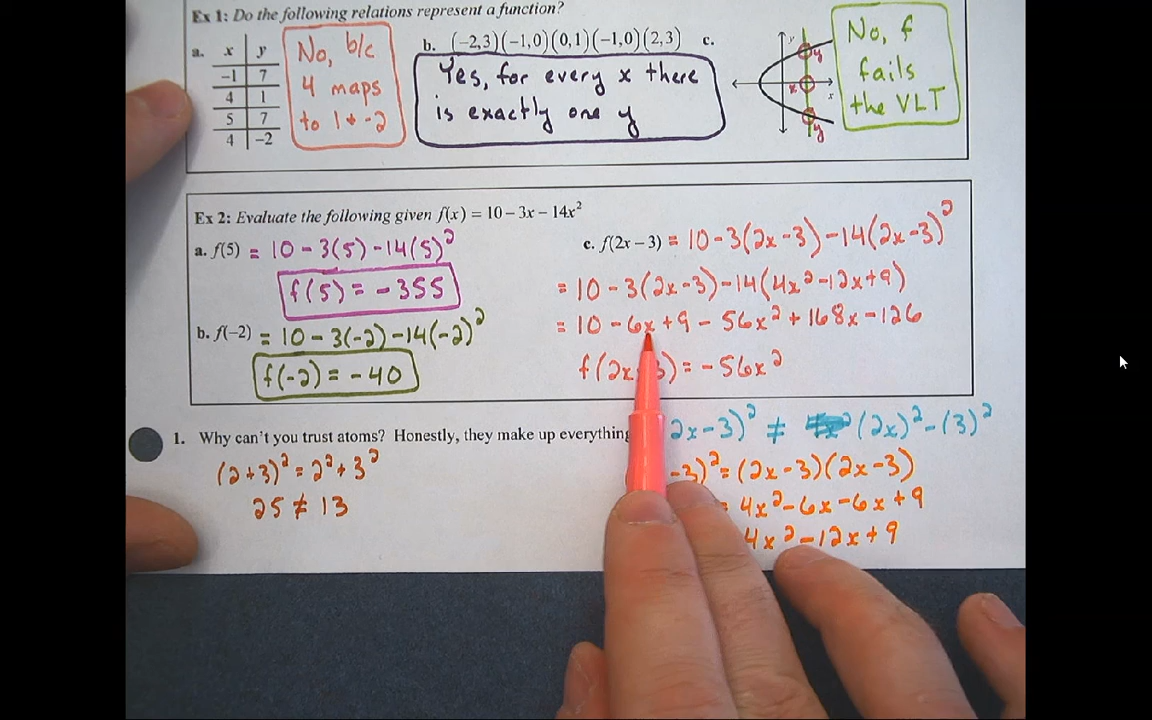 Ex 1: Do the following relations represent a function?
a. x y
-1 7
4 1
5 7
4 -2
No, b/c
4 maps
to 1 + -2
b. (-2,3)(-1,0)(0,1)(-1,0)(2,3)
Yes, for every x there
is exactly one y
c.
y
y
x
x
y
No, f
fails
the VLT
Ex 2: Evaluate the following given f(x) = 10 – 3x – 14x²
a. f(5) = 10 - 3(5) - 14(5)²
f(5) = -355
b. f(-2) = 10 - 3(-2) - 14(-2)²
f(-2) = -40
c. f(2x – 3) = 10 - 3(2x - 3) - 14(2x - 3)²
= 10 - 3(2x - 3) - 14(4x² - 12x + 9)
= 10 - 6x + 9 - 56x² + 168x - 126
f(2x 3) = -56x²
1. Why can't you trust atoms? Honestly, they make up everything
(2+3)² = 2² + 3²
25 ≠ 13
2x - 3)² ≠ (2x)² - (3)²
-3)² = (2x - 3)(2x - 3)
= 4x² - 6x - 6x + 9
4x² - 12x + 9